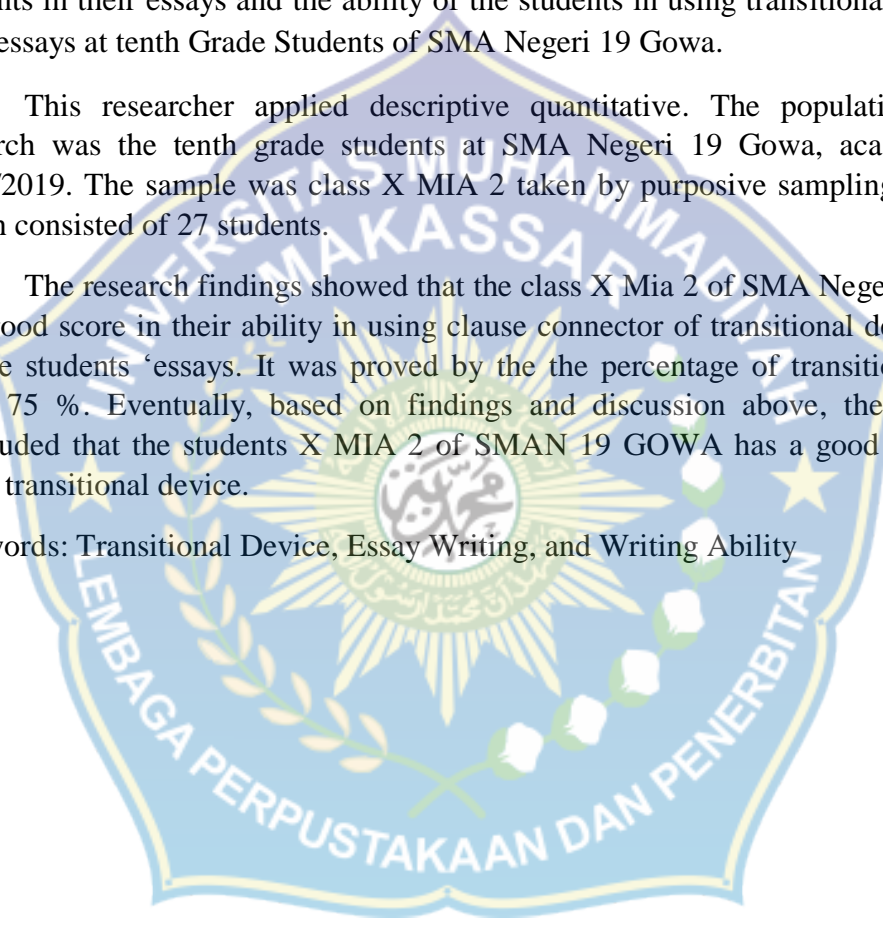 nts in their essays and the ability of the students in using transitional
essays at tenth Grade Students of SMA Negeri 19 Gowa.
This researcher applied descriptive quantitative. The populati
rch was the tenth grade students at SMA Negeri 19 Gowa, aca
/2019. The sample was class X MIA 2 taken by purposive sampling
n consisted of 27 students.
The research findings showed that the class X Mia 2 of SMA Nege
ood score in their ability in using clause connector of transitional de
e students ‘essays. It was proved by the the percentage of transitio
75 %. Eventually, based on findings and discussion above, the
uded that the students X MIA 2 of SMAN 19 GOWA has a good
transitional device.
words: Transitional Device, Essay Writing, and Writing Ability
UNIVERSITAS MUHAMMADIYAH
MAKASSAR
LEMBAGA PERPUSTAKAAN DAN PENERBITAN